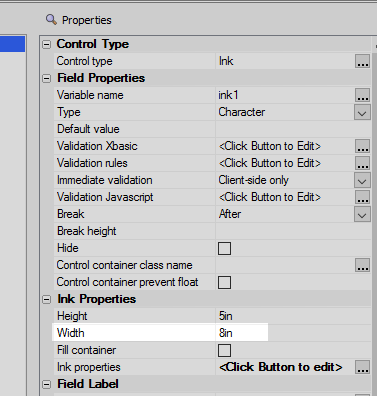 Properties
Control Type
Control type Ink ...
Field Properties
Variable name ink1 ...
Type Character
Default value
Validation Xbasic <Click Button to Edit> ...
Validation rules <Click Button to Edit> ...
Immediate validation Client-side only
Validation Javascript <Click Button to Edit> ...
Break After
Break height
Hide
Control container class name ...
Control container prevent float
Ink Properties
Height 5in
Width 8in
Fill container
Ink properties <Click Button to edit> ...
Field Label